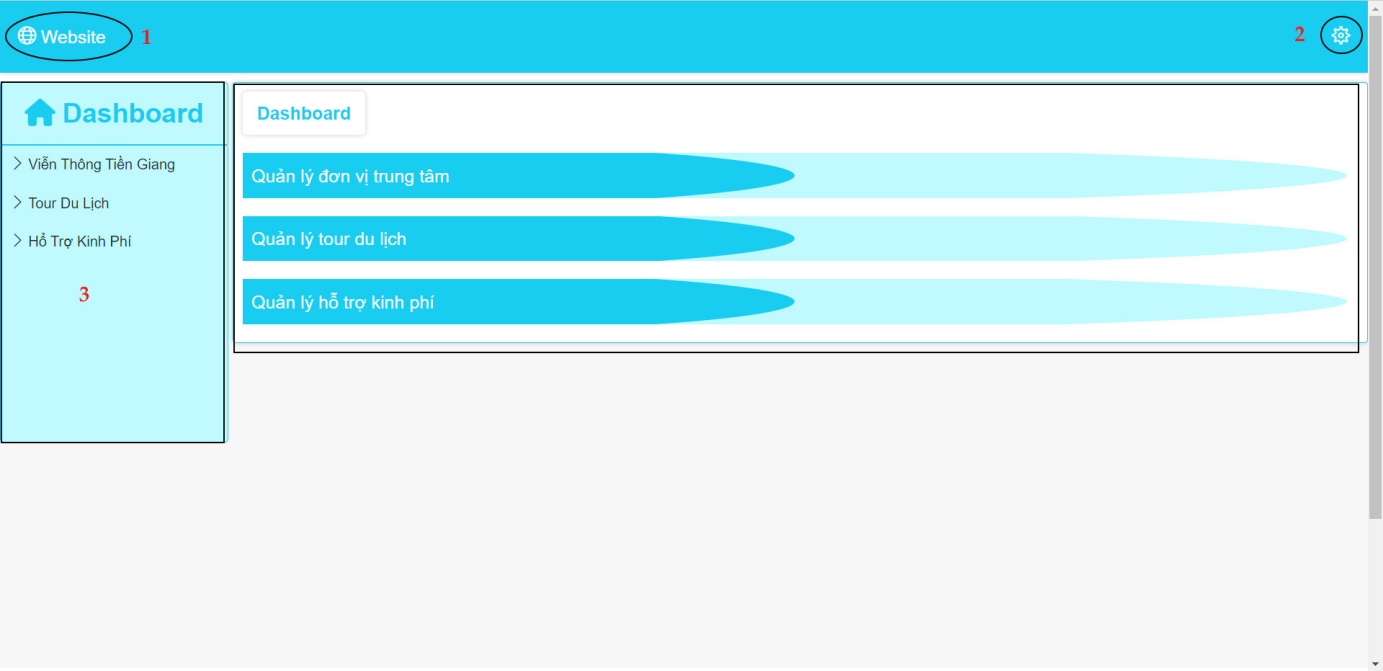 Website 1
2
Dashboard
Viễn Thông Tiền Giang
Tour Du Lịch
Hổ Trợ Kinh Phí
3
Dashboard
Quản lý đơn vị trung tâm
Quản lý tour du lịch
Quản lý hỗ trợ kinh phí